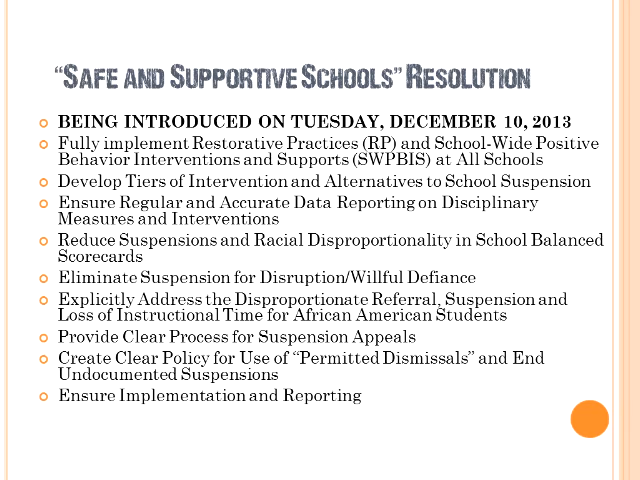 “Safe and Supportive Schools” Resolution
BEING INTRODUCED ON TUESDAY, DECEMBER 10, 2013
Fully implement Restorative Practices (RP) and School-Wide Positive
Behavior Interventions and Supports (SWPBIS) at All Schools
Develop Tiers of Intervention and Alternatives to School Suspension
Ensure Regular and Accurate Data Reporting on Disciplinary
Measures and Interventions
Reduce Suspensions and Racial Disproportionality in School Balanced
Scorecards
Eliminate Suspension for Disruption/Willful Defiance
Explicitly Address the Disproportionate Referral, Suspension and
Loss of Instructional Time for African American Students
Provide Clear Process for Suspension Appeals
Create Clear Policy for Use of “Permitted Dismissals” and End
Undocumented Suspensions
Ensure Implementation and Reporting